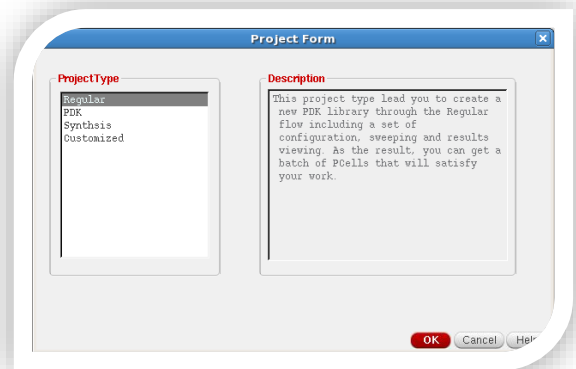 Project Form
ProjectType
Regular
PDK
Synthsis
Customized
Description
This project type lead you to create a
new PDK library through the Regular
flow including a set of
configuration, sweeping and results
viewing. As the result, you can get a
batch of PCells that will satisfy
your work.
OK
Cancel
Help